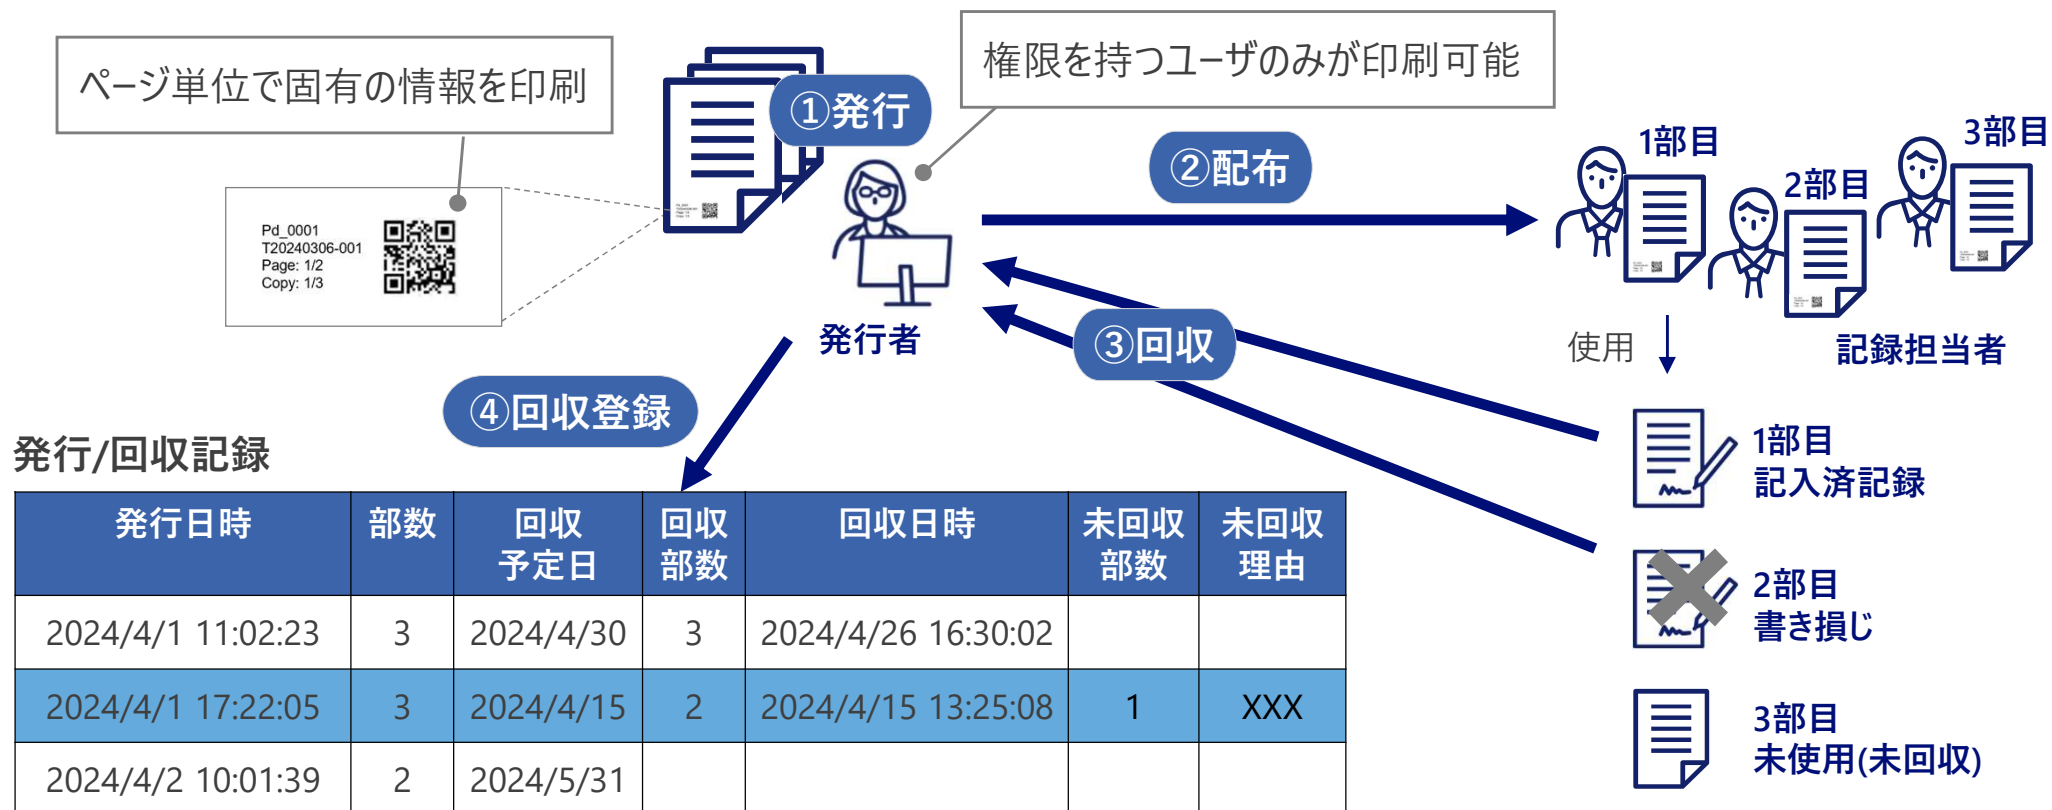 ページ単位で固有の情報を印刷
①発行
権限を持つユーザのみが印刷可能
②配布
1部目
2部目
3部目
Pd_0001
T20240306-001
Page: 1/2
Copy: 1/3
発行者
③回収
使用
記録担当者
④回収登録
1部目
記入済記録
2部目
書き損じ
3部目
未使用(未回収)
発行/回収記録
発行日時 部数 回収予定日 回収部数 回収日時 未回収部数 未回収理由
2024/4/1 11:02:23 3 2024/4/30 3 2024/4/26 16:30:02
2024/4/1 17:22:05 3 2024/4/15 2 2024/4/15 13:25:08 1 XXX
2024/4/2 10:01:39 2 2024/5/31